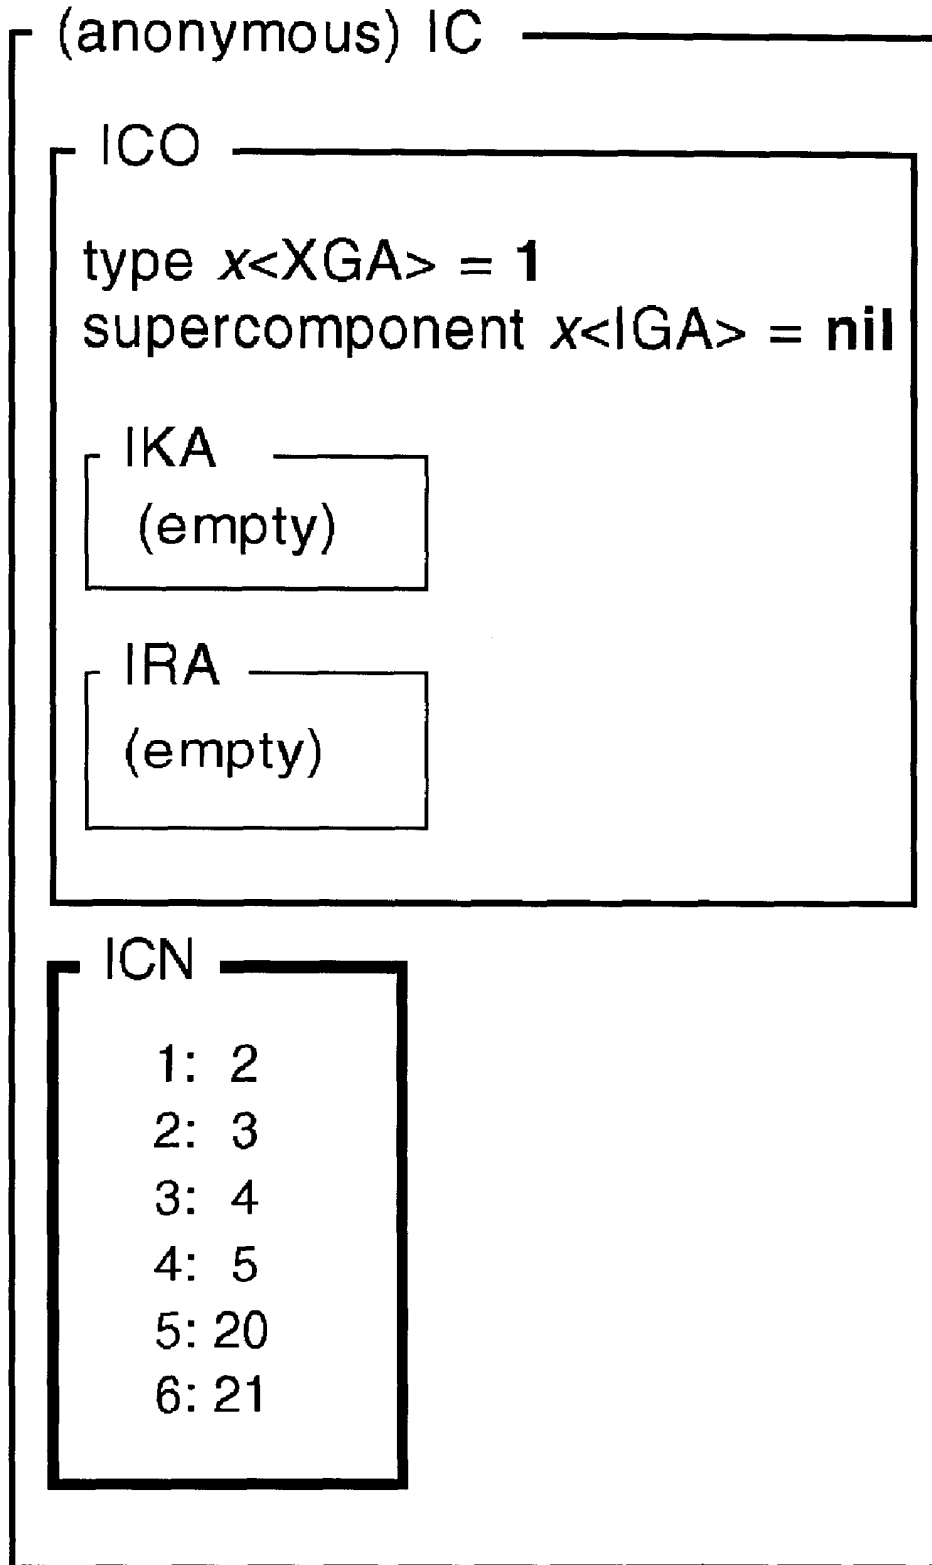 (anonymous) IC
ICO
type x<XGA> = 1
supercomponent x<IGA> = nil
IKA
(empty)
IRA
(empty)
ICN
1: 2
2: 3
3: 4
4: 5
5: 20
6: 21